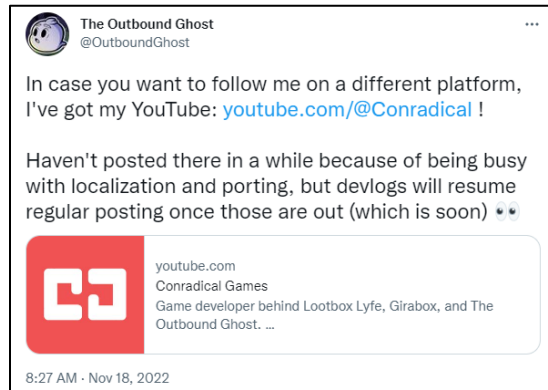 The Outbound Ghost
@OutboundGhost
In case you want to follow me on a different platform,
I've got my YouTube: youtube.com/@Conradical !
Haven't posted there in a while because of being busy
with localization and porting, but devlogs will resume
regular posting once those are out (which is soon) 👀
youtube.com
Conradical Games
Game developer behind Lootbox Lyfe, Girabox, and The
Outbound Ghost. ...
8:27 AM · Nov 18, 2022